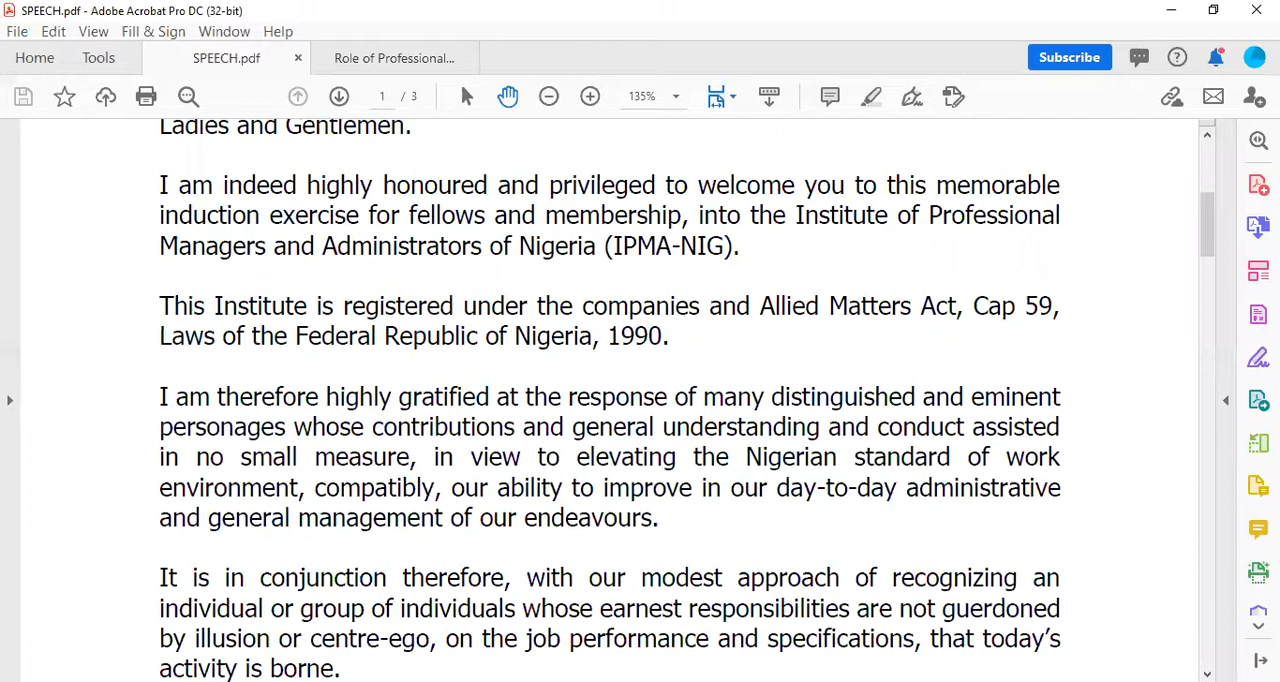 SPEECH.pdf - Adobe Acrobat Pro DC (32-bit)
File Edit View Fill & Sign Window Help
Home Tools SPEECH.pdf × Role of Professional... Subscribe
1 / 3 135%
Ladies and Gentlemen.
I am indeed highly honoured and privileged to welcome you to this memorable
induction exercise for fellows and membership, into the Institute of Professional
Managers and Administrators of Nigeria (IPMA-NIG).
This Institute is registered under the companies and Allied Matters Act, Cap 59,
Laws of the Federal Republic of Nigeria, 1990.
I am therefore highly gratified at the response of many distinguished and eminent
personages whose contributions and general understanding and conduct assisted
in no small measure, in view to elevating the Nigerian standard of work
environment, compatibly, our ability to improve in our day-to-day administrative
and general management of our endeavours.
It is in conjunction therefore, with our modest approach of recognizing an
individual or group of individuals whose earnest responsibilities are not guerdoned
by illusion or centre-ego, on the job performance and specifications, that today's
activity is borne.